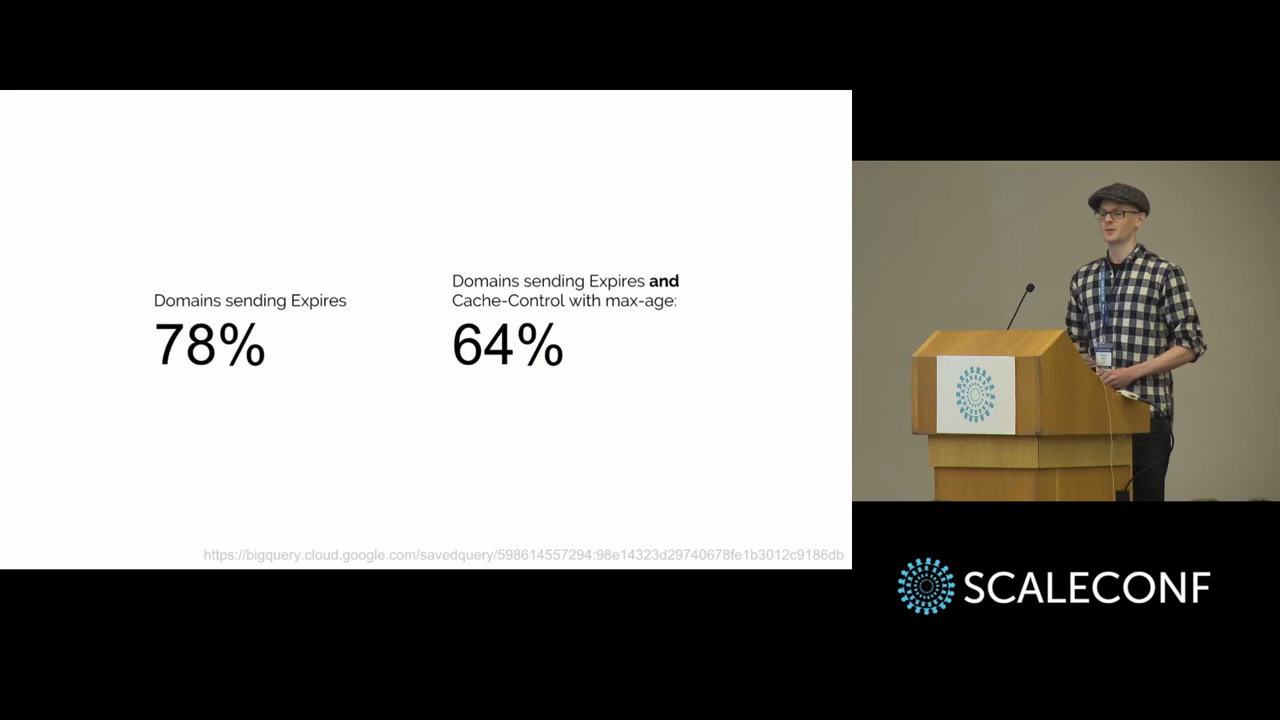 Domains sending Expires
78%
Domains sending Expires and
Cache-Control with max-age:
64%
https://bigquery.cloud.google.com/savedquery/598614557294:98e14323d29740678fe1b3012c9186db
SCALECONF